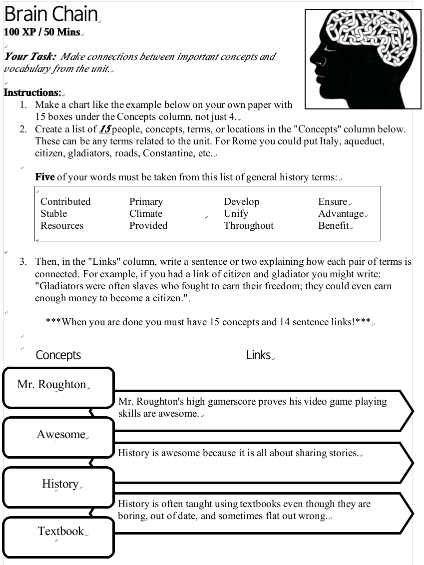 Brain Chain
100 XP / 50 Mins
Your Task: Make connections between important concepts and
vocabulary from the unit.
Instructions:
1. Make a chart like the example below on your own paper with
15 boxes under the Concepts column, not just 4.
2. Create a list of 15 people, concepts, terms, or locations in the "Concepts" column below.
These can be any terms related to the unit. For Rome you could put Italy, aqueduct,
citizen, gladiators, roads, Constantine, etc.
Five of your words must be taken from this list of general history terms:
Contributed Primary Develop Ensure
Stable Climate Unify Advantage
Resources Provided Throughout Benefit
3. Then, in the "Links" column, write a sentence or two explaining how each pair of terms is
connected. For example, if you had a link of citizen and gladiator you might write:
"Gladiators were often slaves who fought to earn their freedom; they could even earn
enough money to become a citizen."
***When you are done you must have 15 concepts and 14 sentence links!***
Concepts Links
Mr. Roughton
Mr. Roughton's high gamerscore proves his video game playing
skills are awesome.
Awesome
History is awesome because it is all about sharing stories.
History
History is often taught using textbooks even though they are
boring, out of date, and sometimes flat out wrong.
Textbook